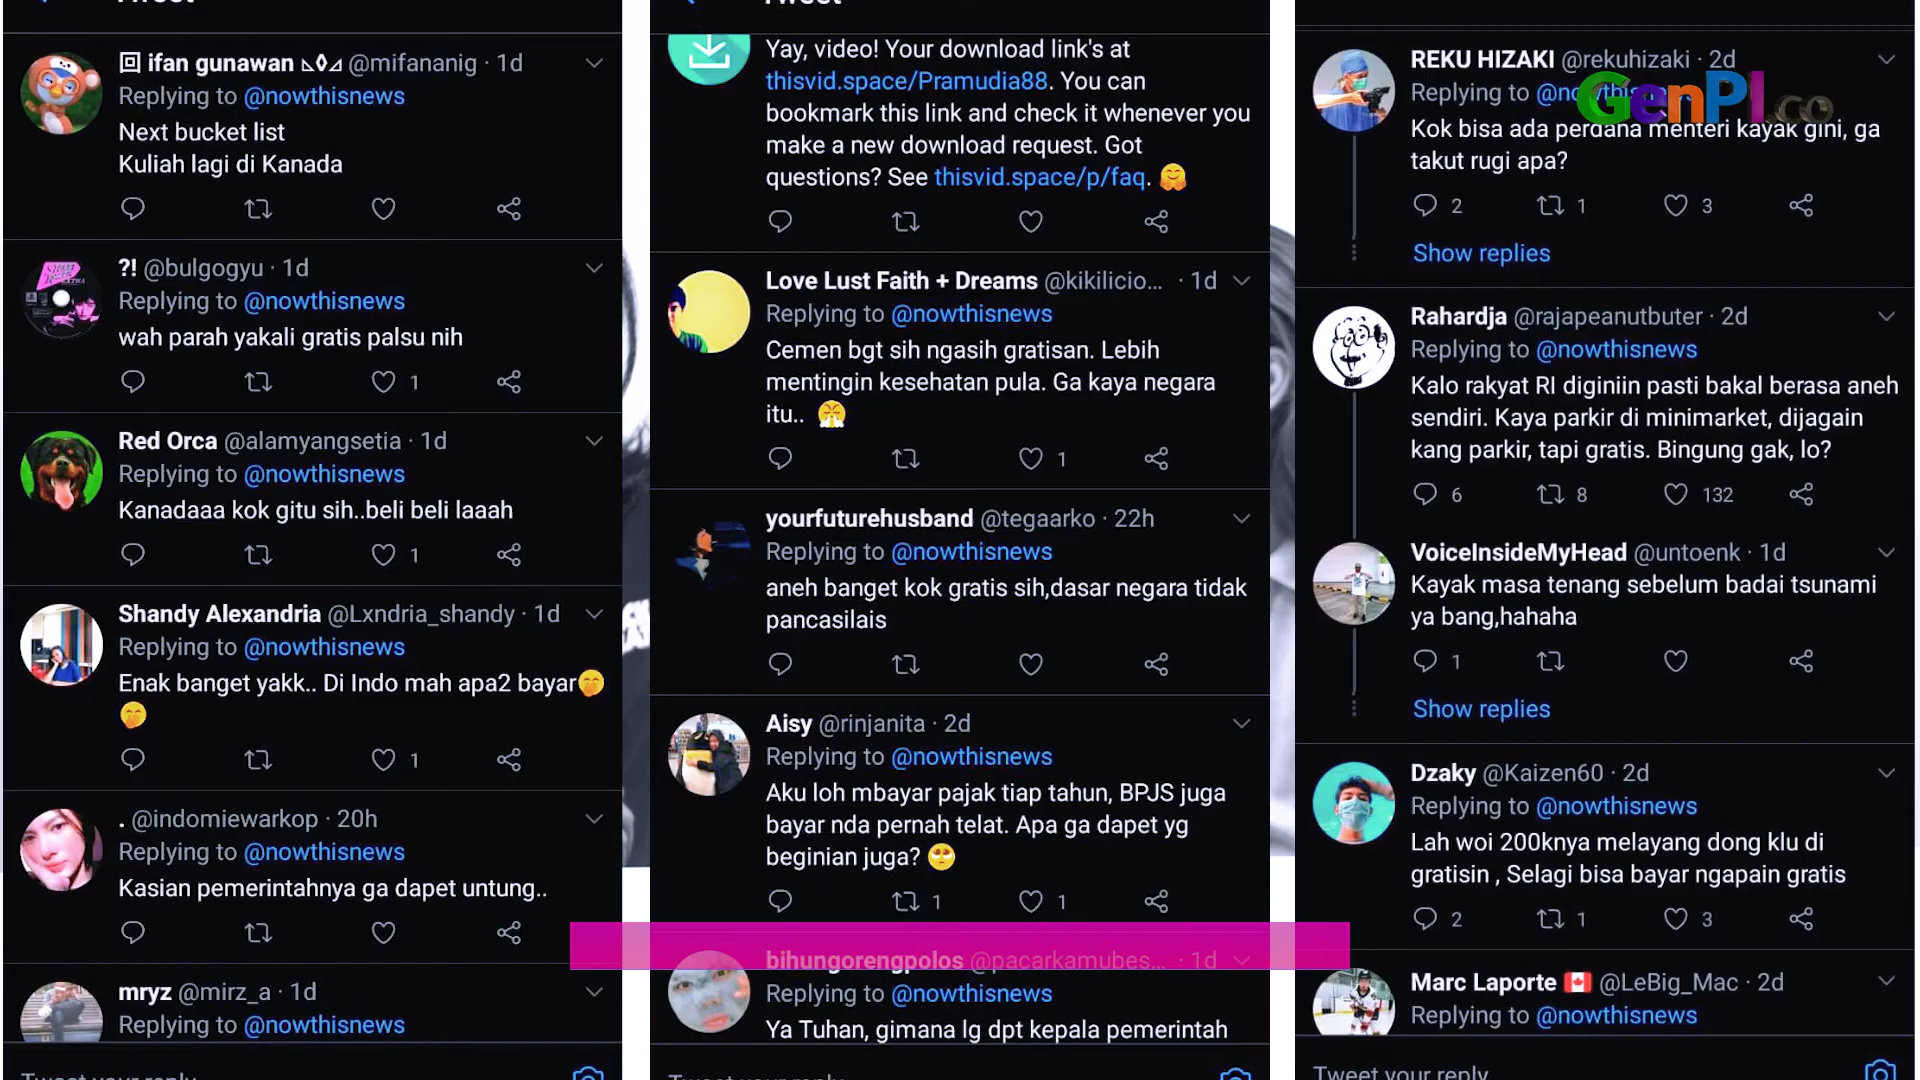 回 ifan gunawan ⊾◊⊿ @mifananig · 1d
Replying to @nowthisnews
Next bucket list
Kuliah lagi di Kanada
?! @bulgogyu · 1d
Replying to @nowthisnews
wah parah yakali gratis palsu nih
1
Red Orca @alamyangsetia · 1d
Replying to @nowthisnews
Kanadaaa kok gitu sih..beli beli laaah
1
Shandy Alexandria @Lxndria_shandy · 1d
Replying to @nowthisnews
Enak banget yakk.. Di Indo mah apa2 bayar🤭
🤭
1
. @indomiewarkop · 20h
Replying to @nowthisnews
Kasian pemerintahnya ga dapet untung..
mryz @mirz_a · 1d
Replying to @nowthisnews
Tweet your reply
Tweet
Yay, video! Your download link's at
thisvid.space/Pramudia88. You can
bookmark this link and check it whenever you
make a new download request. Got
questions? See thisvid.space/p/faq. 🤗
Love Lust Faith + Dreams @kikilicio... · 1d
Replying to @nowthisnews
Cemen bgt sih ngasih gratisan. Lebih
mentingin kesehatan pula. Ga kaya negara
itu.. 😤
1
yourfuturehusband @tegaarko · 22h
Replying to @nowthisnews
aneh banget kok gratis sih,dasar negara tidak
pancasilais
Aisy @rinjanita · 2d
Replying to @nowthisnews
Aku loh mbayar pajak tiap tahun, BPJS juga
bayar nda pernah telat. Apa ga dapet yg
beginian juga? 🥺
1 1
bihungorengpolos @pacarkamubes... · 1d
Replying to @nowthisnews
Ya Tuhan, gimana lg dpt kepala pemerintah
Tweet your reply
GenPI.co
REKU HIZAKI @rekuhizaki · 2d
Replying to @nowthisnews
Kok bisa ada perdana menteri kayak gini, ga
takut rugi apa?
2 1 3
Show replies
Rahardja @rajapeanutbuter · 2d
Replying to @nowthisnews
Kalo rakyat RI diginiin pasti bakal berasa aneh
sendiri. Kaya parkir di minimarket, dijagain
kang parkir, tapi gratis. Bingung gak, lo?
6 8 132
VoiceInsideMyHead @untoenk · 1d
Kayak masa tenang sebelum badai tsunami
ya bang,hahaha
1
Show replies
Dzaky @Kaizen60 · 2d
Replying to @nowthisnews
Lah woi 200knya melayang dong klu di
gratisin , Selagi bisa bayar ngapain gratis
2 1 3
Marc Laporte 🇨🇦 @LeBig_Mac · 2d
Replying to @nowthisnews
Tweet your reply